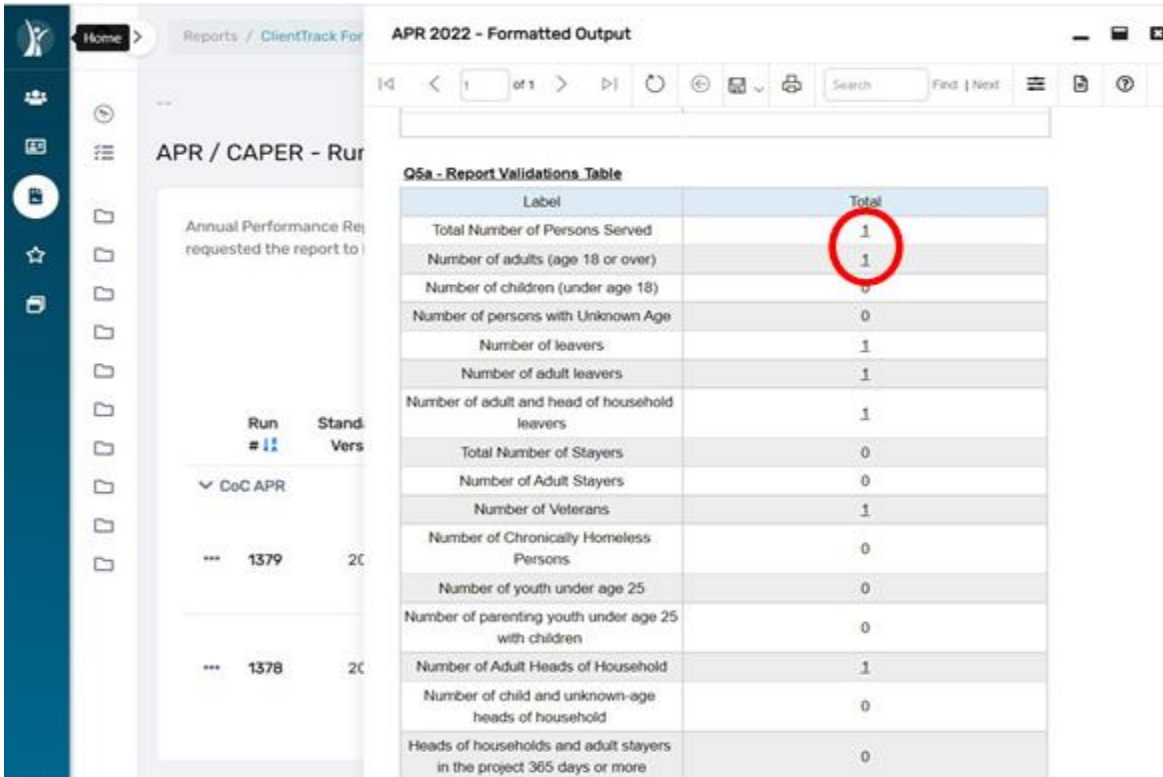 Home
Reports / ClientTrack For
APR 2022 - Formatted Output
1 of 1
Search
Find | Next
--
APR / CAPER - Run
Annual Performance Re
requested the report to
Run
#
Stand
Vers
CoC APR
1379
20
1378
20
Q5a - Report Validations Table
Label Total
Total Number of Persons Served 1
Number of adults (age 18 or over) 1
Number of children (under age 18) 0
Number of persons with Unknown Age 0
Number of leavers 1
Number of adult leavers 1
Number of adult and head of household
leavers 1
Total Number of Stayers 0
Number of Adult Stayers 0
Number of Veterans 1
Number of Chronically Homeless
Persons 0
Number of youth under age 25 0
Number of parenting youth under age 25
with children 0
Number of Adult Heads of Household 1
Number of child and unknown-age
heads of household 0
Heads of households and adult stayers
in the project 365 days or more 0